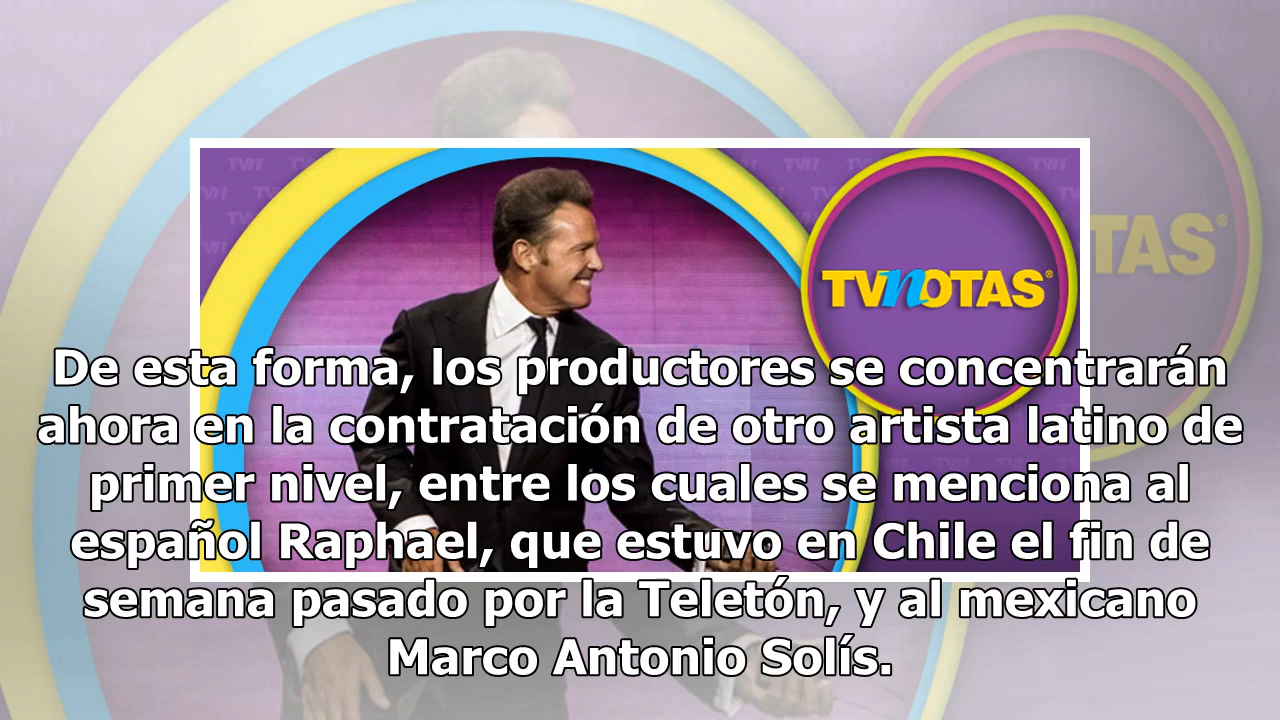 TVnOTAS®
TAS®
De esta forma, los productores se concentrarán
ahora en la contratación de otro artista latino de
primer nivel, entre los cuales se menciona al
español Raphael, que estuvo en Chile el fin de
semana pasado por la Teletón, y al mexicano
Marco Antonio Solís.